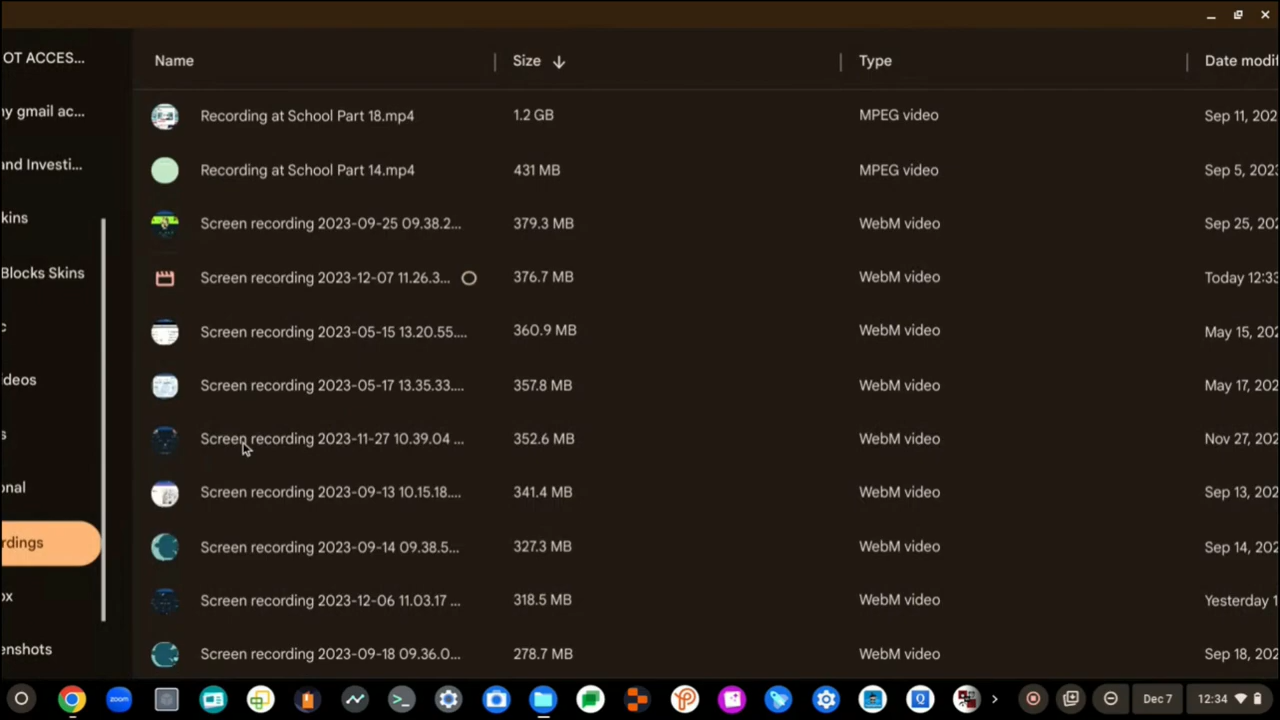 OT ACCES...
ny gmail ac...
and Investi...
kins
Blocks Skins
c
deos
s
onal
rdings
ox
enshots
Name
Size
Type
Date modif
Recording at School Part 18.mp4 1.2 GB MPEG video Sep 11, 202
Recording at School Part 14.mp4 431 MB MPEG video Sep 5, 2023
Screen recording 2023-09-25 09.38.2... 379.3 MB WebM video Sep 25, 202
Screen recording 2023-12-07 11.26.3... 376.7 MB WebM video Today 12:33
Screen recording 2023-05-15 13.20.55.... 360.9 MB WebM video May 15, 202
Screen recording 2023-05-17 13.35.33.... 357.8 MB WebM video May 17, 202
Screen recording 2023-11-27 10.39.04 ... 352.6 MB WebM video Nov 27, 202
Screen recording 2023-09-13 10.15.18.... 341.4 MB WebM video Sep 13, 202
Screen recording 2023-09-14 09.38.5... 327.3 MB WebM video Sep 14, 202
Screen recording 2023-12-06 11.03.17 ... 318.5 MB WebM video Yesterday 1
Screen recording 2023-09-18 09.36.0... 278.7 MB WebM video Sep 18, 202
zoom
Q
Dec 7
12:34